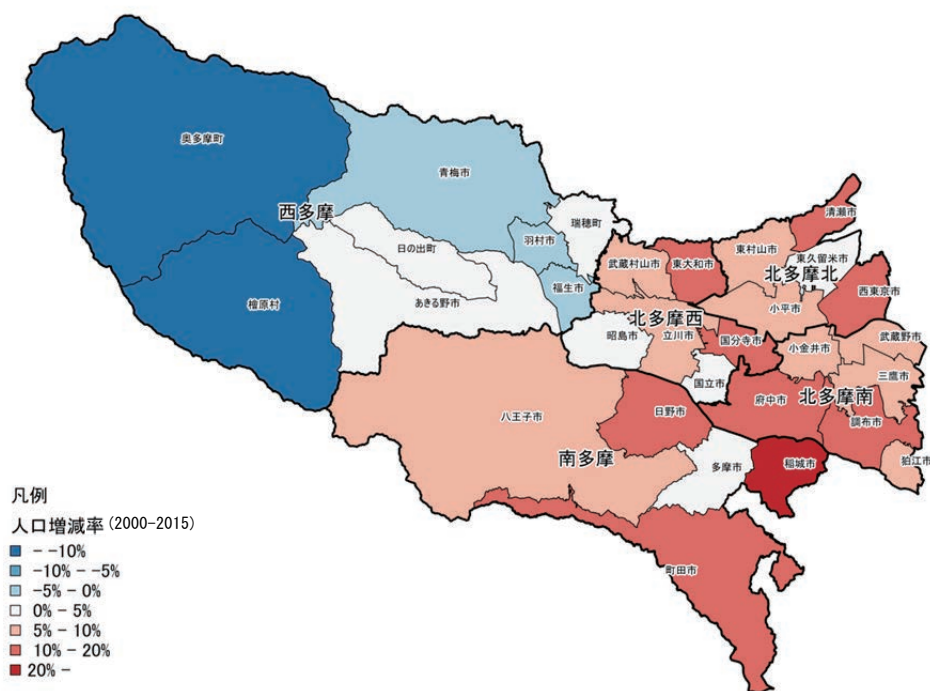 奥多摩町
青梅市
西多摩
日の出町
羽村市
瑞穂町
檜原村
あきる野市
福生市
清瀬市
武蔵村山市
東大和市
東村山市
東久留米市
北多摩北
西東京市
小平市
北多摩西
昭島市
立川市
国分寺市
小金井市
武蔵野市
三鷹市
国立市
北多摩南
府中市
調布市
狛江市
八王子市
日野市
南多摩
多摩市
稲城市
町田市
凡例
人口増減率 (2000-2015)
- -10%
-10% - -5%
-5% - 0%
0% - 5%
5% - 10%
10% - 20%
20% -